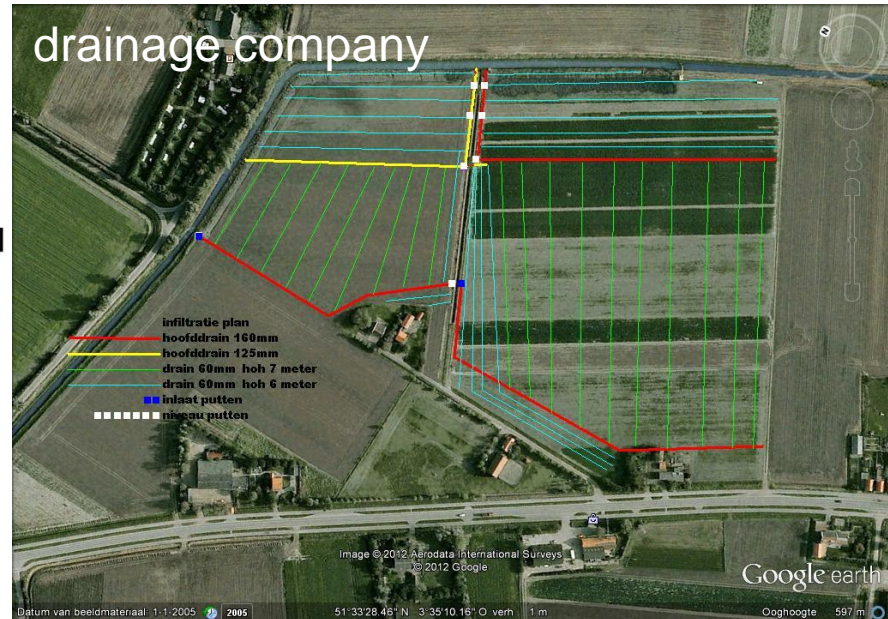 drainage company
N
infiltratie plan
hoofddrain 160mm
hoofddrain 125mm
drain 60mm hoh 7 meter
drain 60mm hoh 6 meter
inlaat putten
niveau putten
Image © 2012 Aerodata International Surveys
© 2012 Google
Google earth
Datum van beeldmateriaal: 1-1-2005 2005 51°33'28.46" N 3°35'10.16" O verh 1 m Ooghoogte 597 m